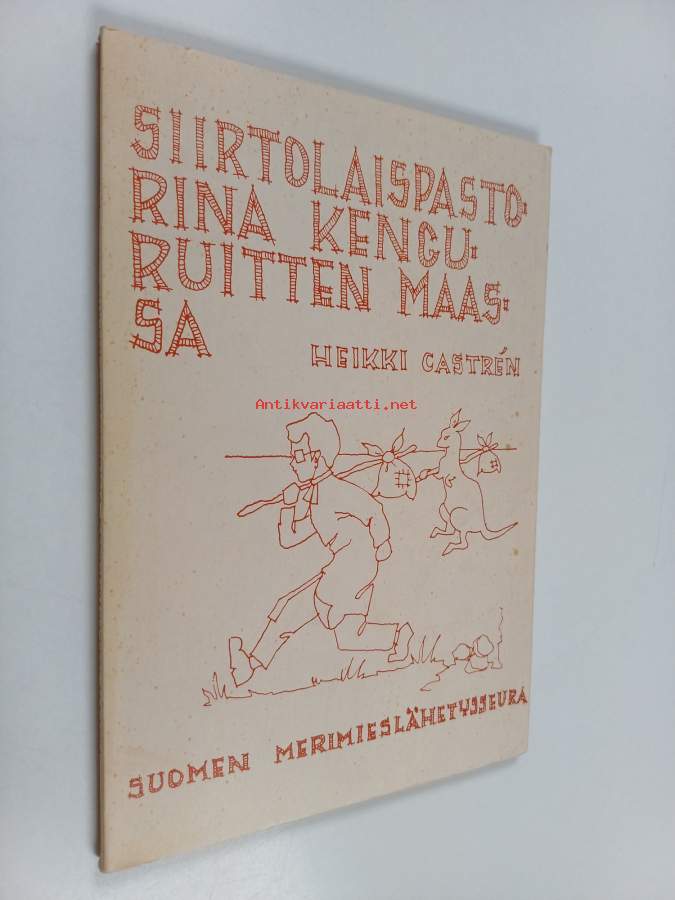 SIIRTOLAISPASTO-
RINA KENGU-
RUITTEN MAAS-
SA
HEIKKI CASTRÉN
Antikvariaatti.net
SUOMEN MERIMIESLÄHETYSSEURA